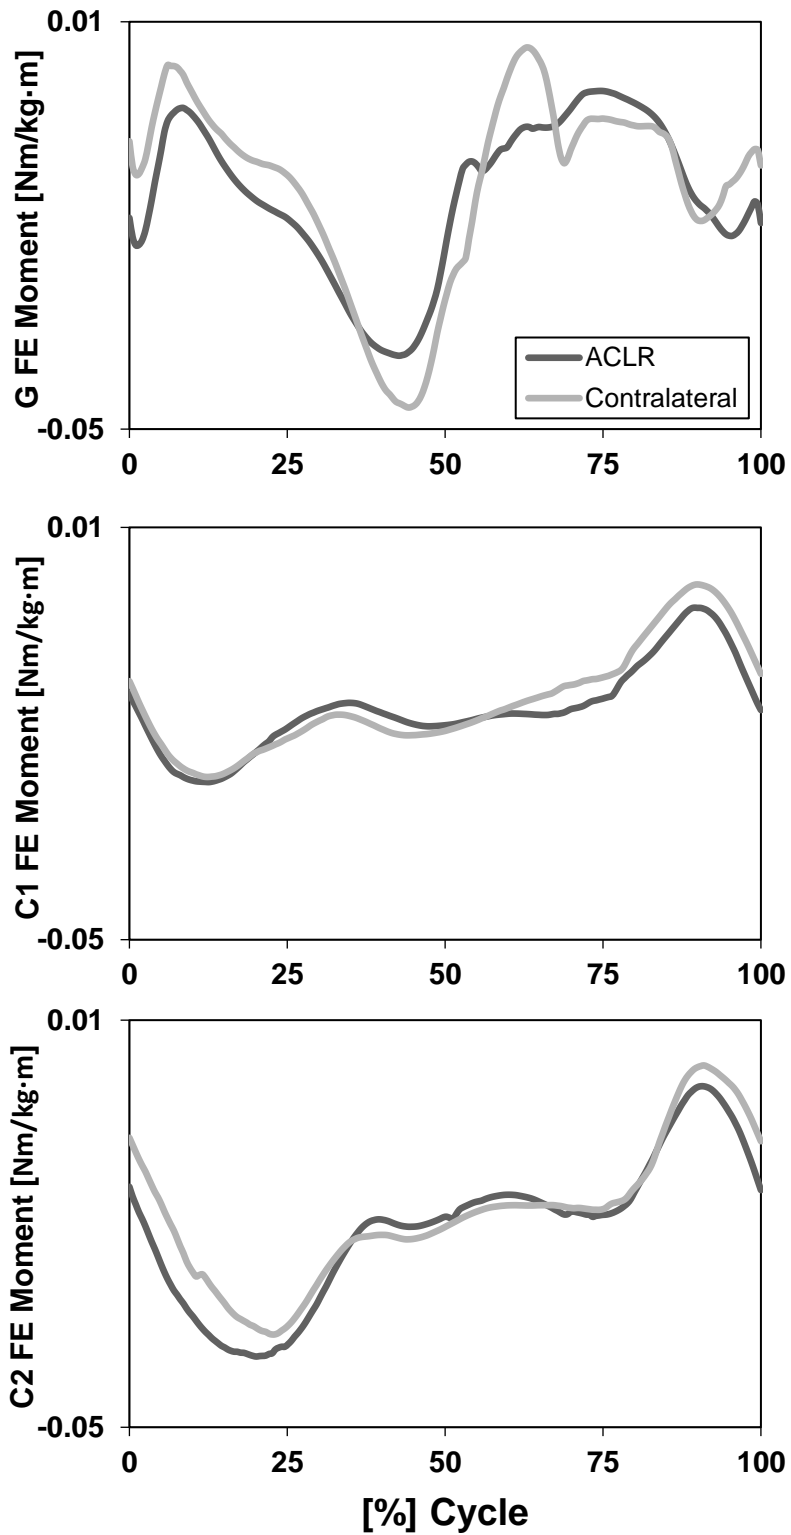 0.01
G FE Moment [Nm/kg·m]
ACLR
Contralateral
-0.05
0 25 50 75 100
0.01
C1 FE Moment [Nm/kg·m]
-0.05
0 25 50 75 100
0.01
C2 FE Moment [Nm/kg·m]
-0.05
0 25 50 75 100
[%] Cycle